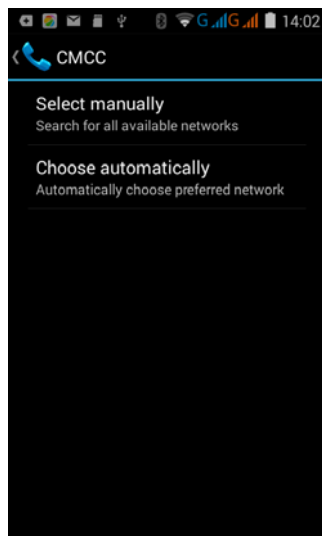 G G 14:02
CMCC
Select manually
Search for all available networks
Choose automatically
Automatically choose preferred network